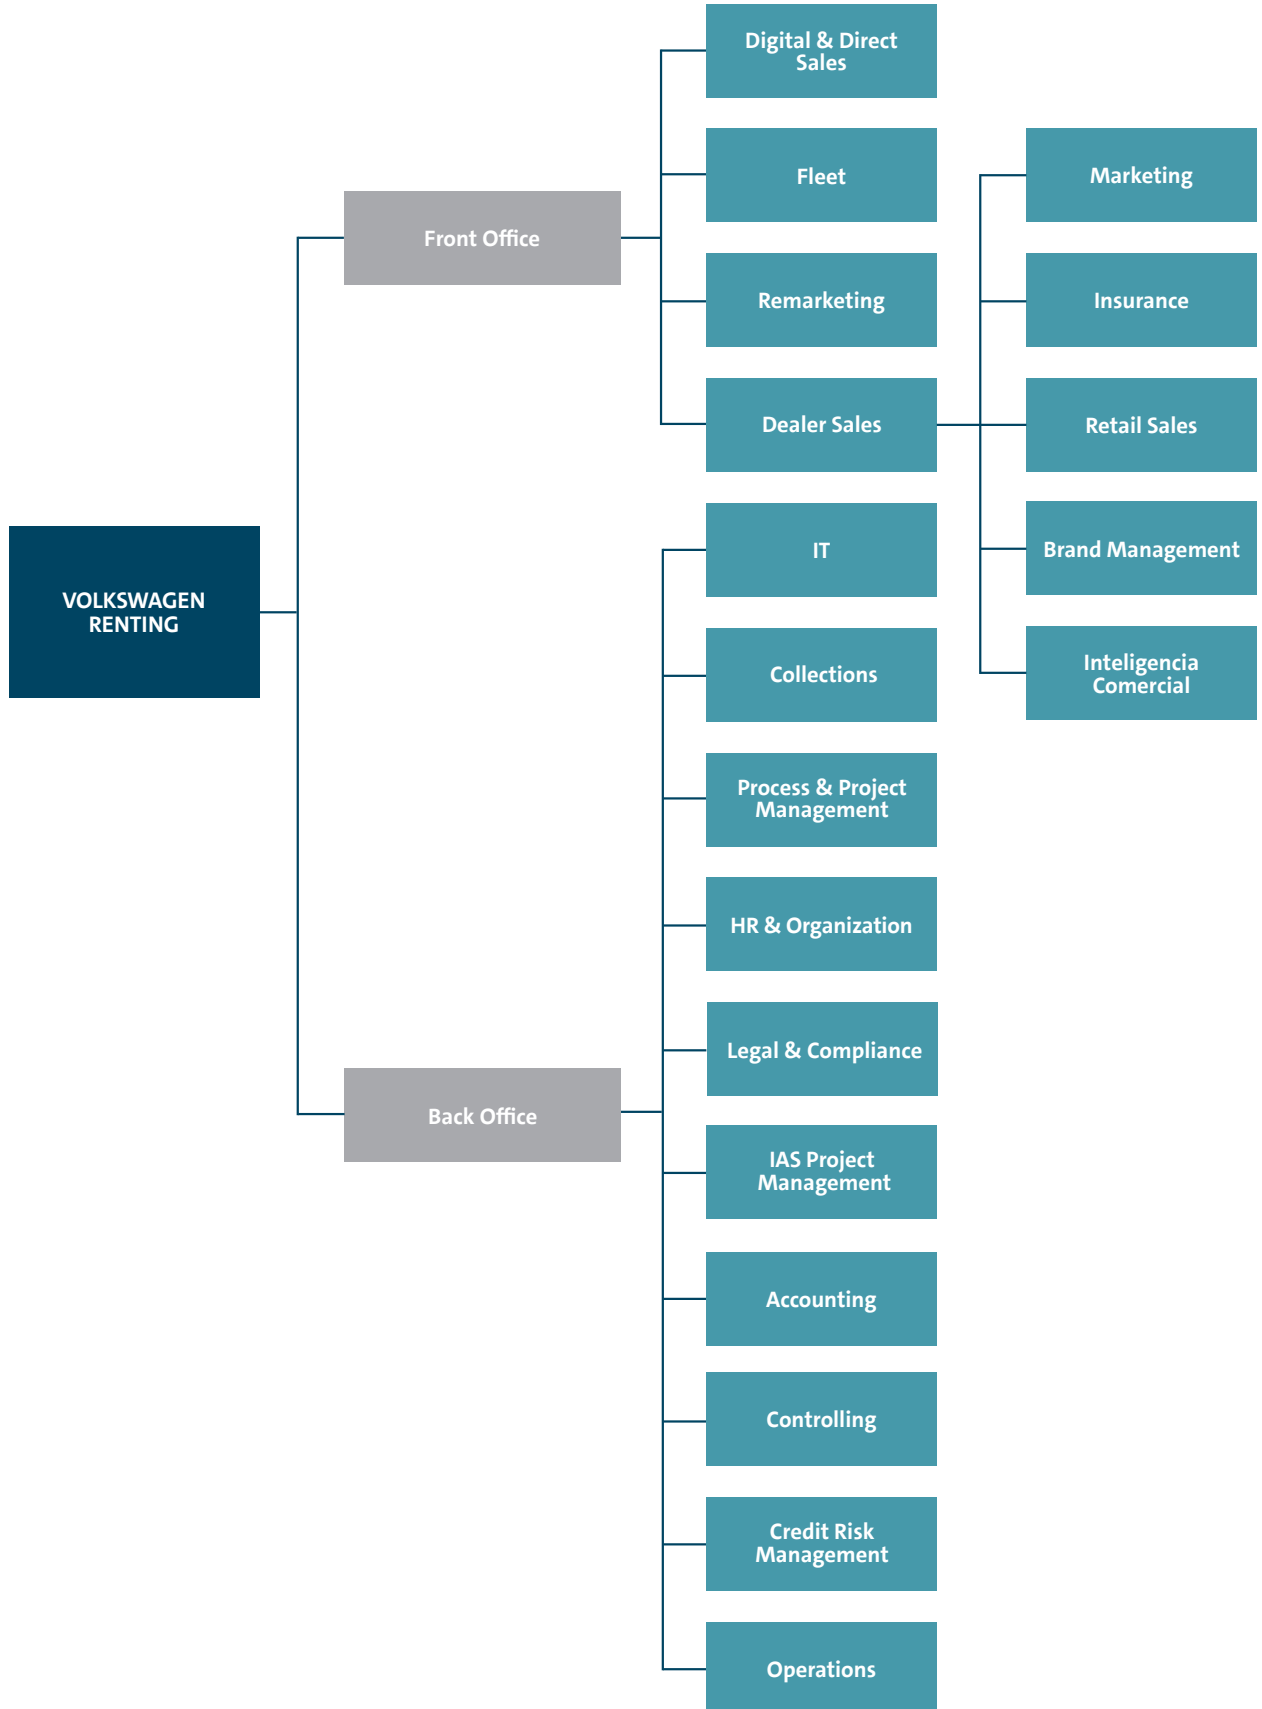 VOLKSWAGEN
RENTING
Front Office
Digital & Direct
Sales
Fleet
Remarketing
Dealer Sales
Marketing
Insurance
Retail Sales
Brand Management
Inteligencia
Comercial
Back Office
IT
Collections
Process & Project
Management
HR & Organization
Legal & Compliance
IAS Project
Management
Accounting
Controlling
Credit Risk
Management
Operations